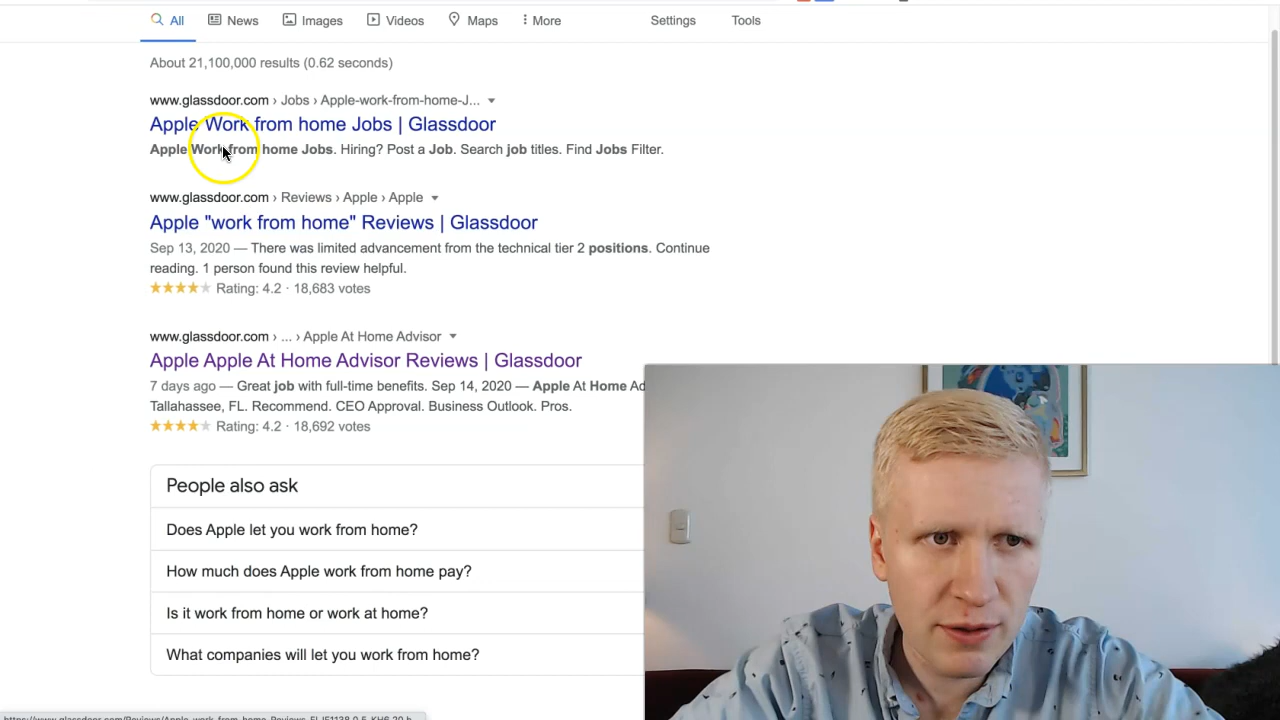 All News Images Videos Maps More Settings Tools
About 21,100,000 results (0.62 seconds)
www.glassdoor.com › Jobs › Apple-work-from-home-J...
Apple Work from home Jobs | Glassdoor
Apple Work from home Jobs. Hiring? Post a Job. Search job titles. Find Jobs Filter.
www.glassdoor.com › Reviews › Apple › Apple
Apple "work from home" Reviews | Glassdoor
Sep 13, 2020 — There was limited advancement from the technical tier 2 positions. Continue
reading. 1 person found this review helpful.
Rating: 4.2 · 18,683 votes
www.glassdoor.com › ... › Apple At Home Advisor
Apple Apple At Home Advisor Reviews | Glassdoor
7 days ago — Great job with full-time benefits. Sep 14, 2020 — Apple At Home Ad
Tallahassee, FL. Recommend. CEO Approval. Business Outlook. Pros.
Rating: 4.2 · 18,692 votes
People also ask
Does Apple let you work from home?
How much does Apple work from home pay?
Is it work from home or work at home?
What companies will let you work from home?